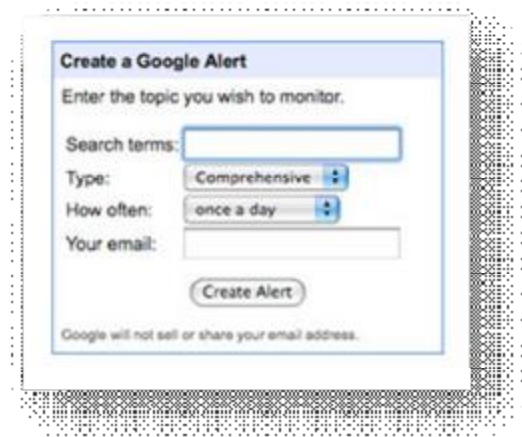 Create a Google Alert
Enter the topic you wish to monitor.
Search terms:
Type: Comprehensive
How often: once a day
Your email:
Create Alert
Google will not sell or share your email address.